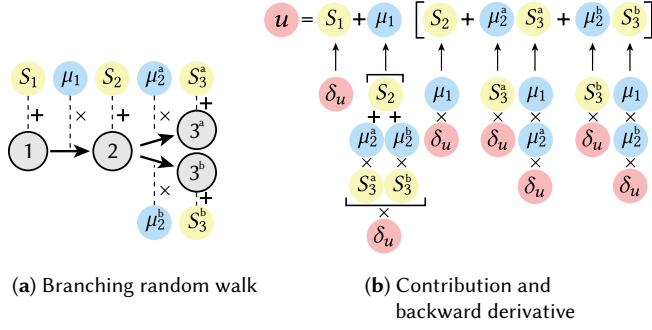 u = S₁ + μ₁ [ S₂ + μ₂ᵃ S₃ᵃ + μ₂ᵇ S₃ᵇ ]
S₁ μ₁ S₂ μ₂ᵃ S₃ᵃ
+ × + × +
1 2 3ᵃ
3ᵇ
× +
μ₂ᵇ S₃ᵇ
δᵤ S₂ μ₁ S₃ᵃ μ₁ S₃ᵇ μ₁
+ + × × × × ×
μ₂ᵃ μ₂ᵇ δᵤ δᵤ μ₂ᵃ δᵤ μ₂ᵇ
× × × ×
S₃ᵃ S₃ᵇ δᵤ δᵤ
×
δᵤ
(a) Branching random walk
(b) Contribution and
backward derivative